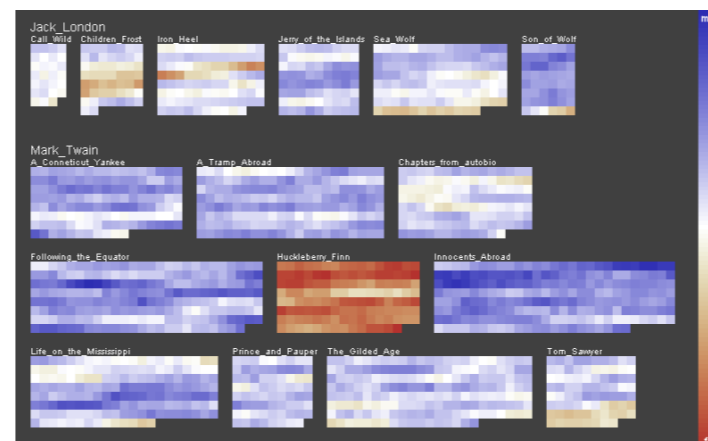 Jack_London
Call_Wild Children_Frost Iron_Heel Jerry_of_the_Islands Sea_Wolf Son_of_Wolf
Mark_Twain
A_Conneticut_Yankee A_Tramp_Abroad Chapters_from_autobio
Following_the_Equator Huckleberry_Finn Innocents_Abroad
Life_on_the_Mississippi Prince_and_Pauper The_Gilded_Age Tom_Sawyer